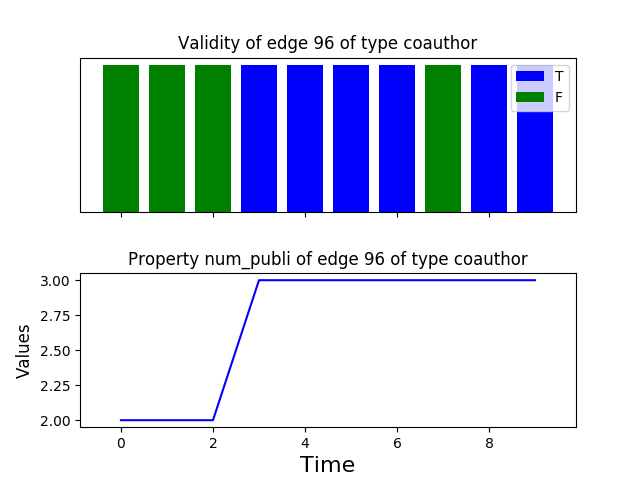 Validity of edge 96 of type coauthor
T
F
Property num_publi of edge 96 of type coauthor
3.00
2.75
2.50
2.25
2.00
Values
0 2 4 6 8
Time